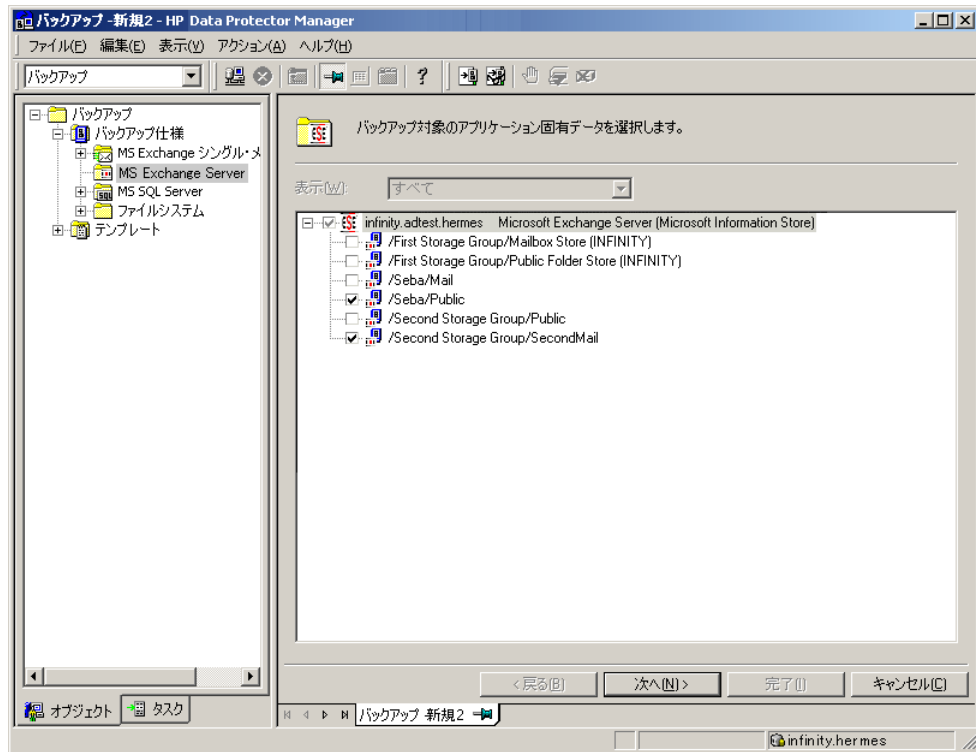 バックアップ -新規2 - HP Data Protector Manager
ファイル(F) 編集(E) 表示(V) アクション(A) ヘルプ(H)
バックアップ
バックアップ
バックアップ仕様
MS Exchange シングル・メ
MS Exchange Server
MS SQL Server
ファイルシステム
テンプレート
バックアップ対象のアプリケーション固有データを選択します。
表示(W):
すべて
infinity.adtest.hermes Microsoft Exchange Server (Microsoft Information Store)
/First Storage Group/Mailbox Store (INFINITY)
/First Storage Group/Public Folder Store (INFINITY)
/Seba/Mail
/Seba/Public
/Second Storage Group/Public
/Second Storage Group/SecondMail
<戻る(B) 次へ(N)> 完了(I) キャンセル(C)
オブジェクト タスク
バックアップ 新規2
infinity.hermes